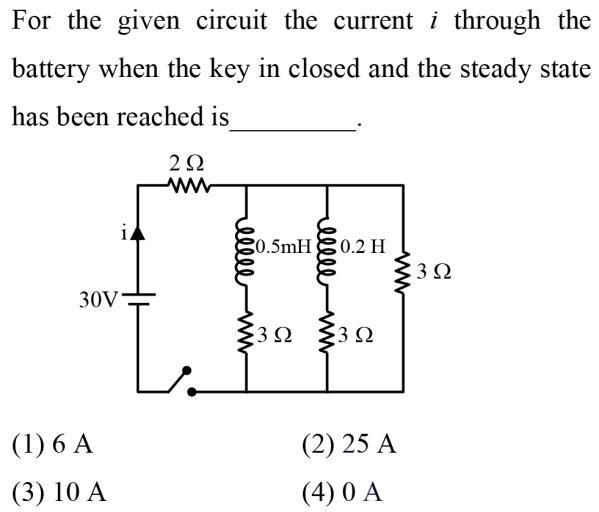 For the given circuit the current i through the
battery when the key in closed and the steady state
has been reached is__________.
2 Ω
i
0.5mH
0.2 H
3 Ω
30V
3 Ω
3 Ω
(1) 6 A
(2) 25 A
(3) 10 A
(4) 0 A